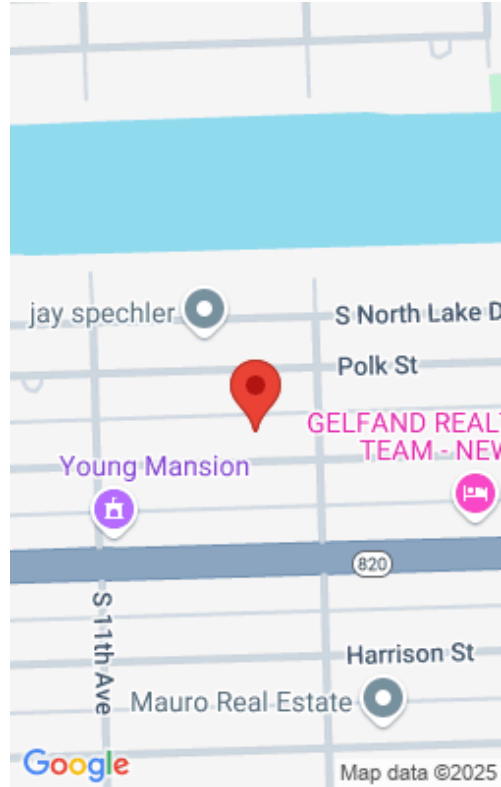 jay spechler
S North Lake D
Polk St
GELFAND REALT
TEAM - NEW
Young Mansion
820
S 11th Ave
Harrison St
Mauro Real Estate
Google
Map data ©2025